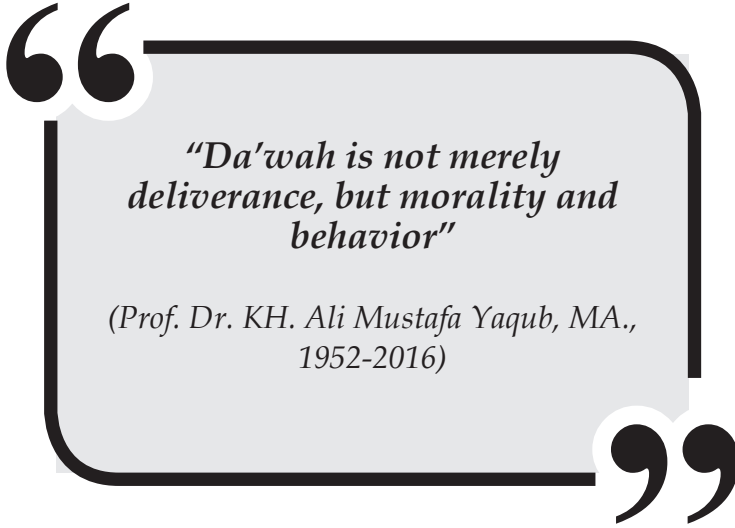 “Da’wah is not merely
deliverance, but morality and
behavior”
(Prof. Dr. KH. Ali Mustafa Yaqub, MA.,
1952-2016)